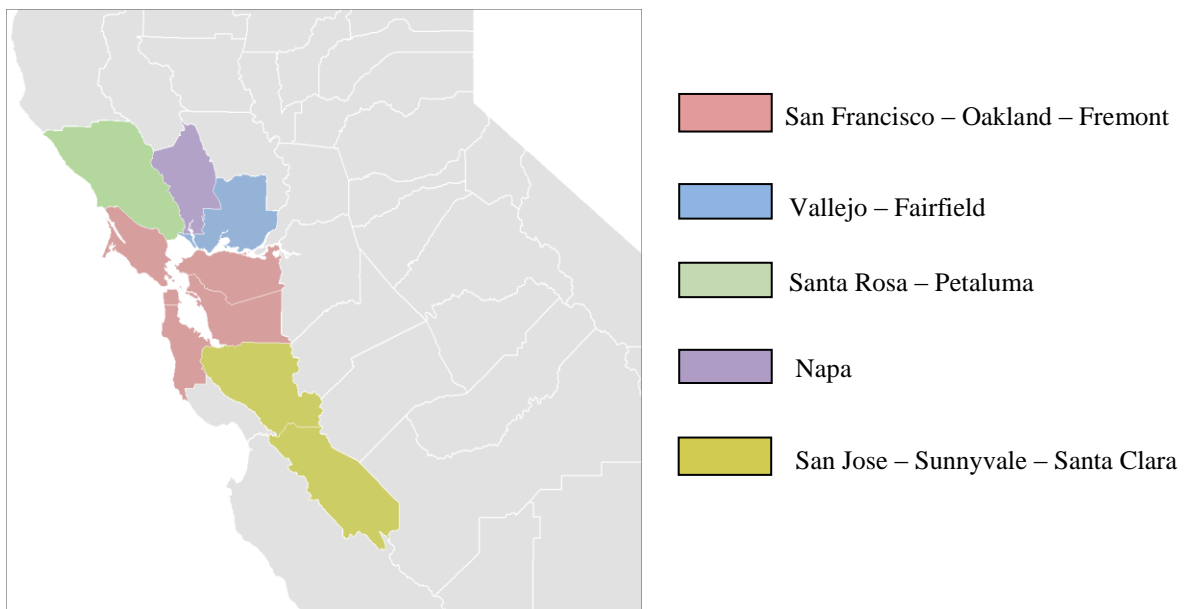 San Francisco – Oakland – Fremont
Vallejo – Fairfield
Santa Rosa – Petaluma
Napa
San Jose – Sunnyvale – Santa Clara